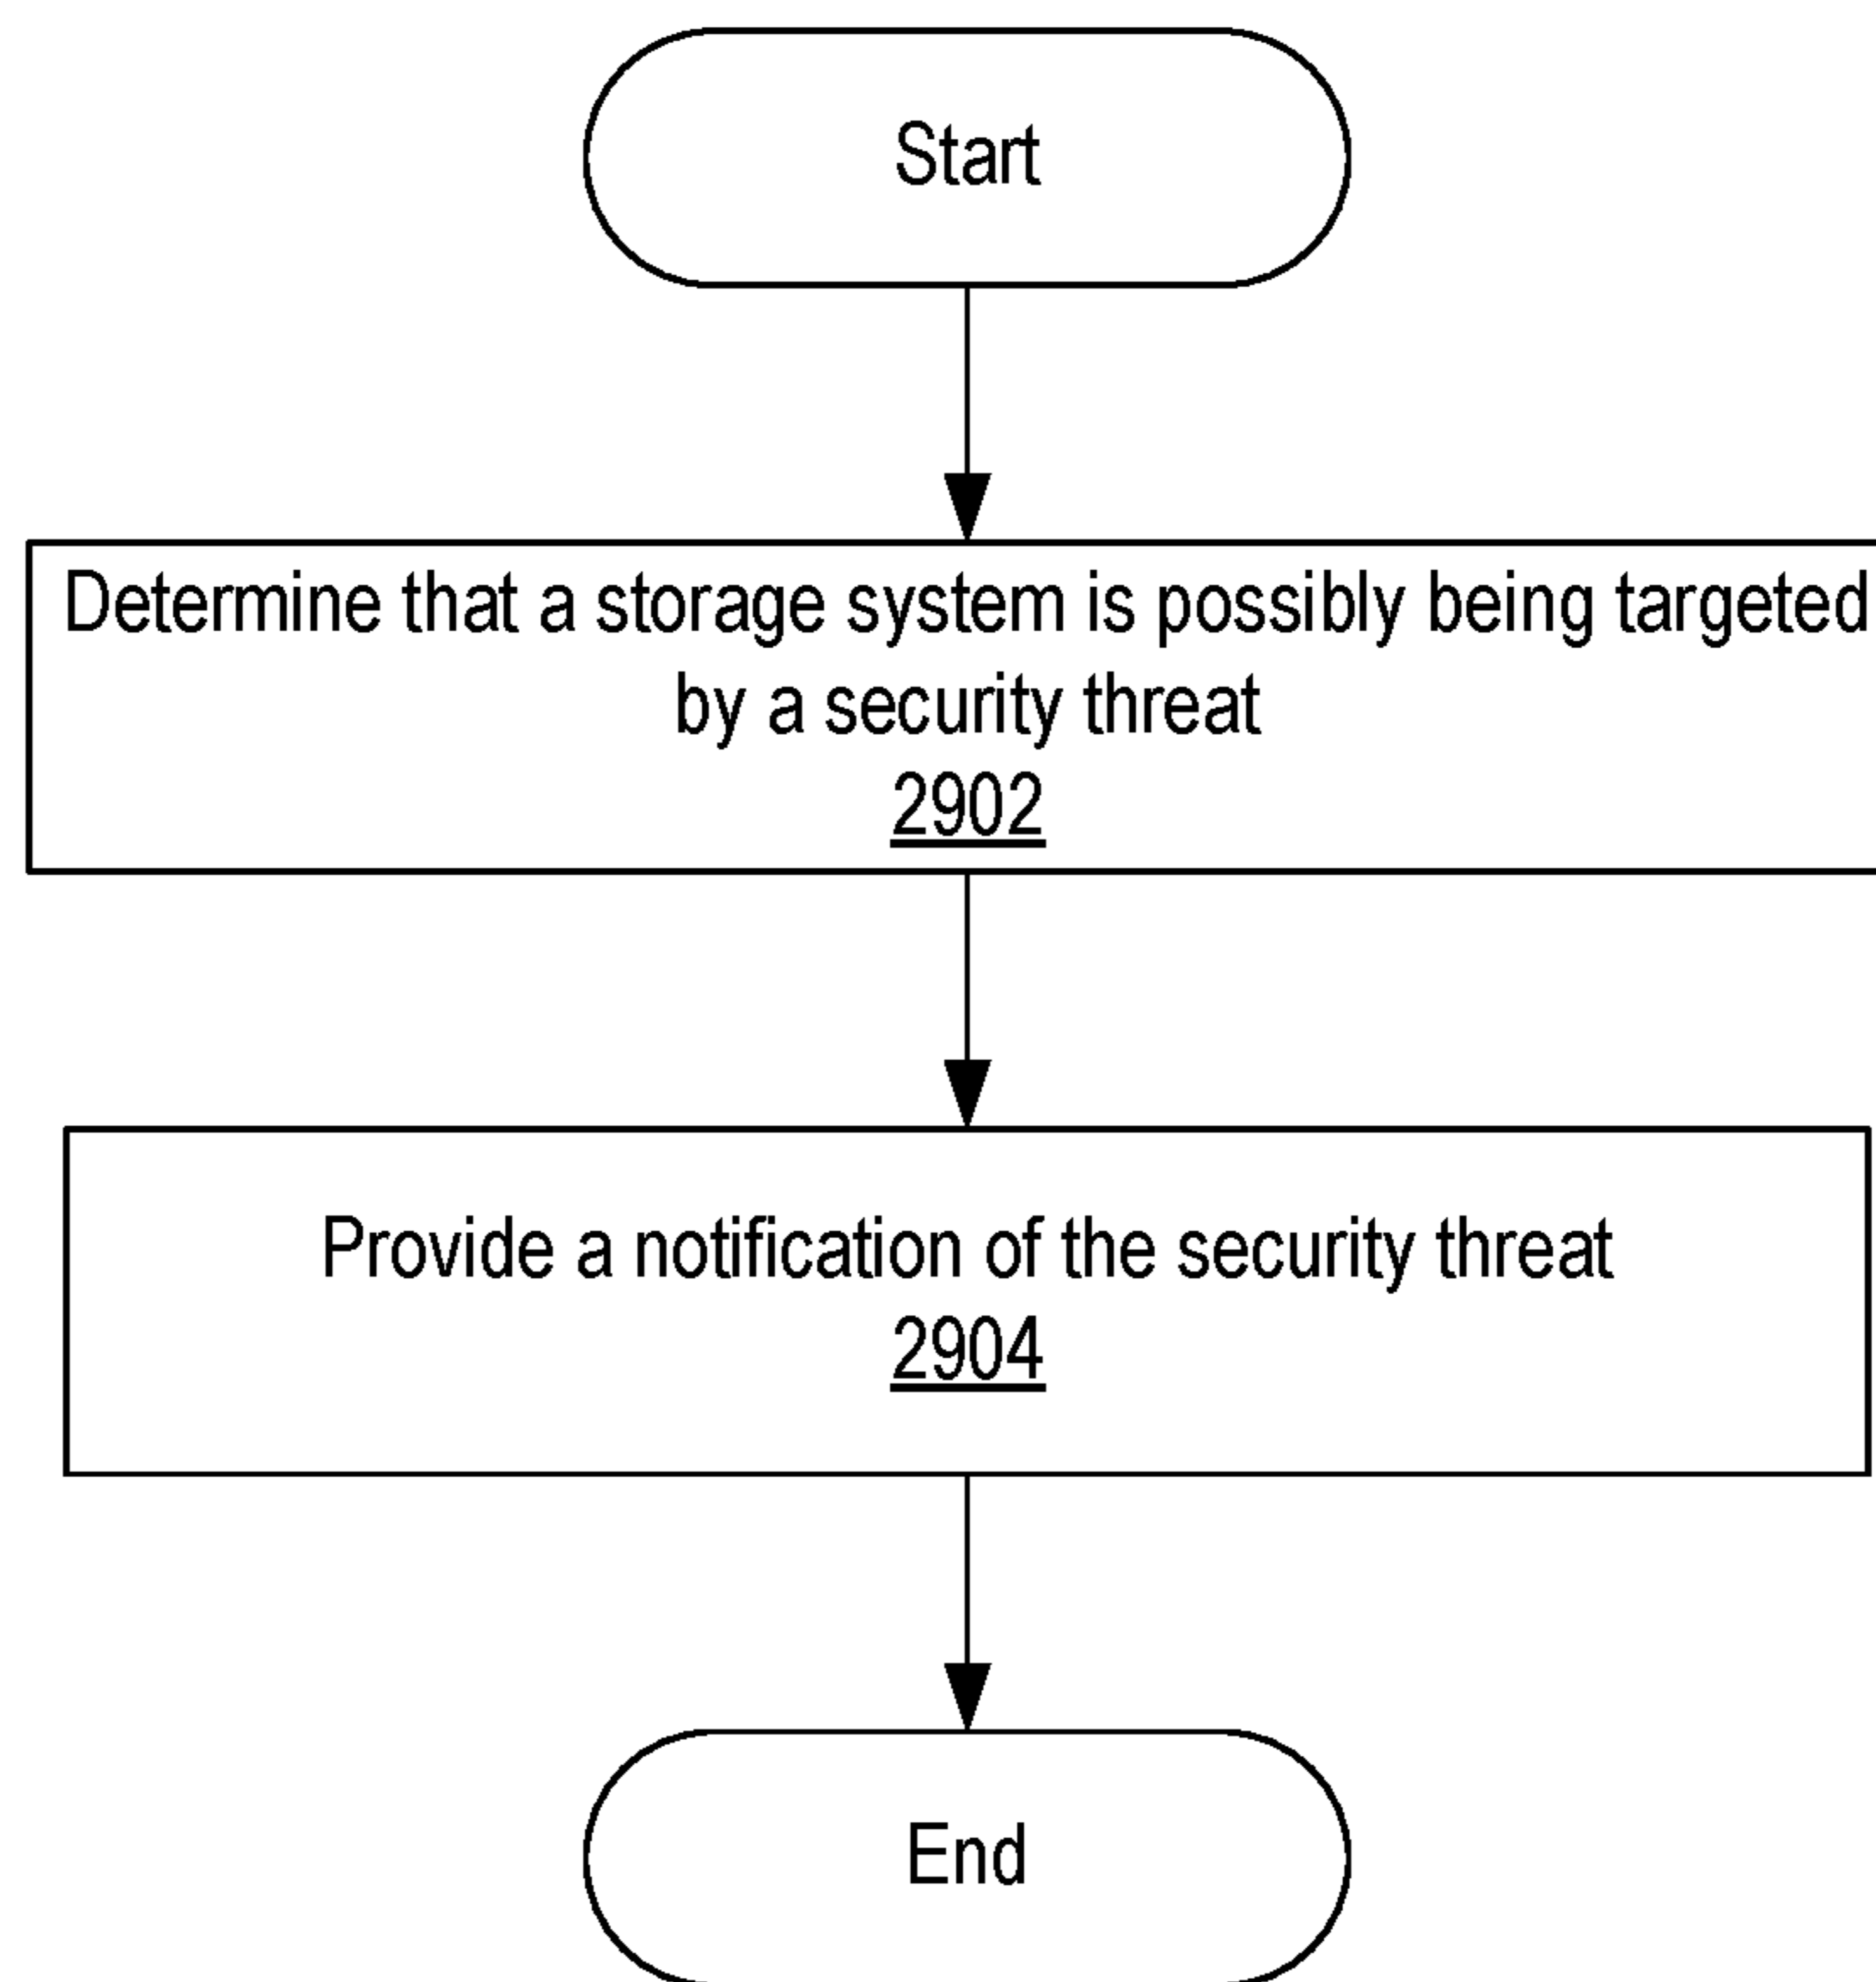 Start
Determine that a storage system is possibly being targeted
by a security threat
2902
Provide a notification of the security threat
2904
End